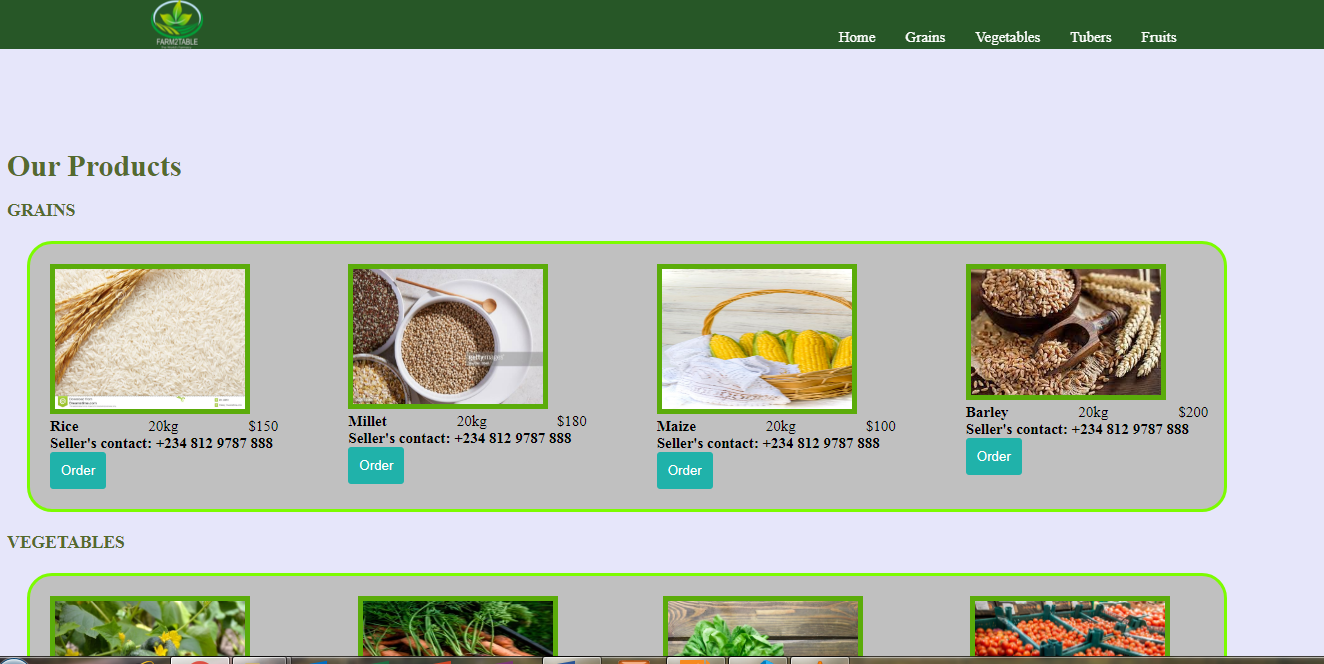 FARM2TABLE
Home Grains Vegetables Tubers Fruits
Our Products
GRAINS
gettyimages
Rice 20kg $150
Seller's contact: +234 812 9787 888
Order
Millet 20kg $180
Seller's contact: +234 812 9787 888
Order
Maize 20kg $100
Seller's contact: +234 812 9787 888
Order
Barley 20kg $200
Seller's contact: +234 812 9787 888
Order
VEGETABLES